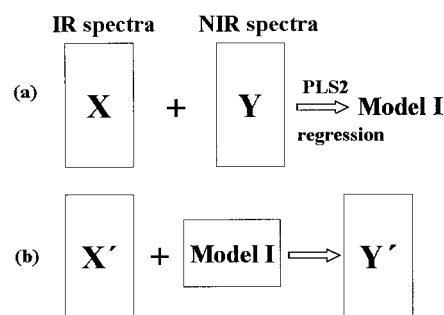 IR spectra NIR spectra
(a) X + Y PLS2 ⇒ Model I
regression
(b) X´ + Model I ⇒ Y´